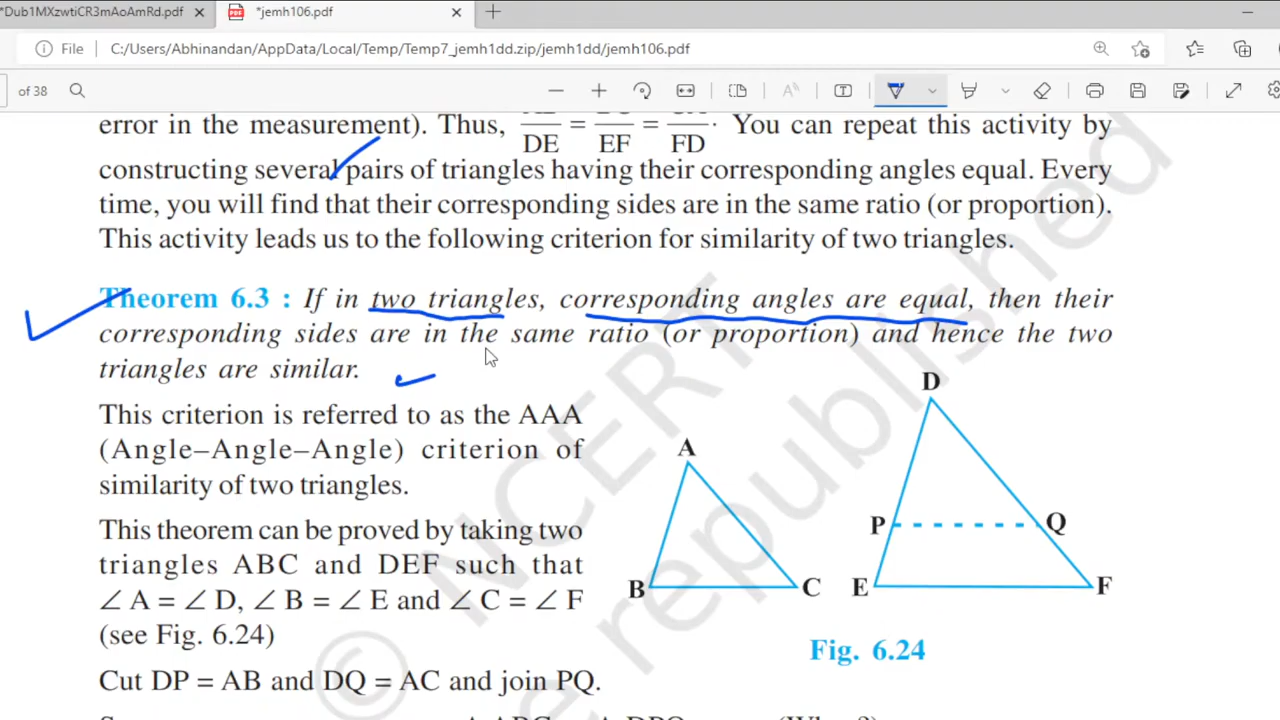 *Dub1MXzwtiCR3mAoAmRd.pdf
*jemh106.pdf
File C:/Users/Abhinandan/AppData/Local/Temp/Temp7_jemh1dd.zip/jemh1dd/jemh106.pdf
of 38
error in the measurement). Thus, /DE = /EF = /FD. You can repeat this activity by
constructing several pairs of triangles having their corresponding angles equal. Every
time, you will find that their corresponding sides are in the same ratio (or proportion).
This activity leads us to the following criterion for similarity of two triangles.
Theorem 6.3 : If in two triangles, corresponding angles are equal, then their
corresponding sides are in the same ratio (or proportion) and hence the two
triangles are similar.
This criterion is referred to as the AAA
(Angle–Angle–Angle) criterion of
similarity of two triangles.
This theorem can be proved by taking two
triangles ABC and DEF such that
∠ A = ∠ D, ∠ B = ∠ E and ∠ C = ∠ F
(see Fig. 6.24)
Cut DP = AB and DQ = AC and join PQ.
A
B
C
D
P
Q
E
F
Fig. 6.24
© NCERT
be republished